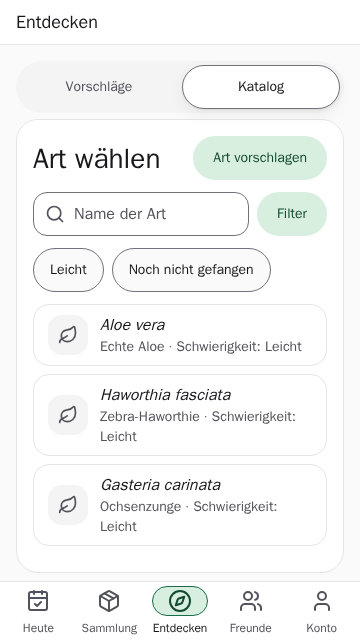 Entdecken
Vorschläge
Katalog
Art wählen
Art vorschlagen
Name der Art
Filter
Leicht
Noch nicht gefangen
Aloe vera
Echte Aloe · Schwierigkeit: Leicht
Haworthia fasciata
Zebra-Haworthie · Schwierigkeit:
Leicht
Gasteria carinata
Ochsenzunge · Schwierigkeit:
Leicht
Heute
Sammlung
Entdecken
Freunde
Konto